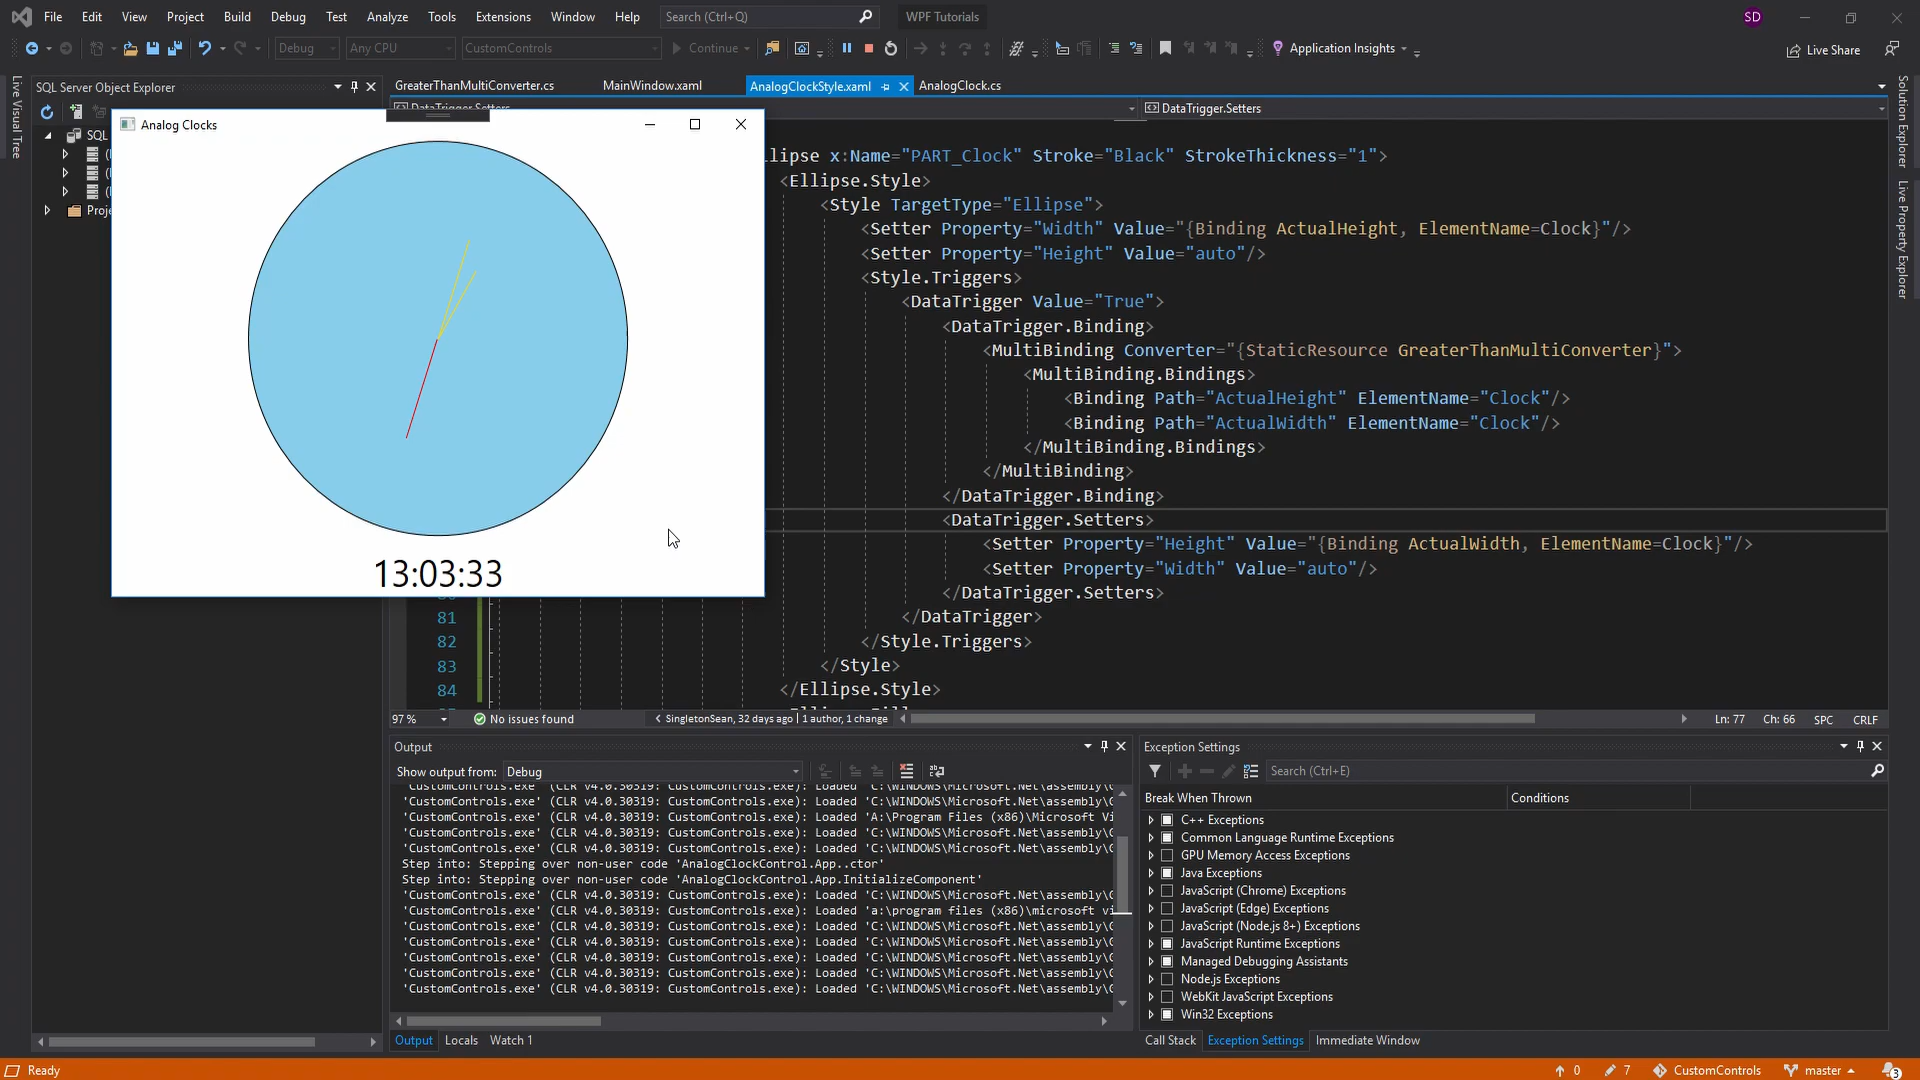 File Edit View Project Build Debug Test Analyze Tools Extensions Window Help Search (Ctrl+Q) WPF Tutorials SD
Debug Any CPU CustomControls Continue Application Insights Live Share
Live Visual Tree
SQL Server Object Explorer
SQL
Proje
GreaterThanMultiConverter.cs MainWindow.xaml AnalogClockStyle.xaml AnalogClock.cs
DataTrigger.Setters DataTrigger.Setters
Analog Clocks
13:03:33
llipse x:Name="PART_Clock" Stroke="Black" StrokeThickness="1">
<Ellipse.Style>
<Style TargetType="Ellipse">
<Setter Property="Width" Value="{Binding ActualHeight, ElementName=Clock}"/>
<Setter Property="Height" Value="auto"/>
<Style.Triggers>
<DataTrigger Value="True">
<DataTrigger.Binding>
<MultiBinding Converter="{StaticResource GreaterThanMultiConverter}">
<MultiBinding.Bindings>
<Binding Path="ActualHeight" ElementName="Clock"/>
<Binding Path="ActualWidth" ElementName="Clock"/>
</MultiBinding.Bindings>
</MultiBinding>
</DataTrigger.Binding>
<DataTrigger.Setters>
<Setter Property="Height" Value="{Binding ActualWidth, ElementName=Clock}"/>
<Setter Property="Width" Value="auto"/>
</DataTrigger.Setters>
81 </DataTrigger>
82 </Style.Triggers>
83 </Style>
84 </Ellipse.Style>
97 % No issues found SingletonSean, 32 days ago | 1 author, 1 change Ln: 77 Ch: 66 SPC CRLF
Output
Show output from: Debug
'CustomControls.exe' (CLR v4.0.30319: CustomControls.exe): Loaded 'C:\WINDOWS\Microsoft.Net\assembly\G
'CustomControls.exe' (CLR v4.0.30319: CustomControls.exe): Loaded 'C:\WINDOWS\Microsoft.Net\assembly\G
'CustomControls.exe' (CLR v4.0.30319: CustomControls.exe): Loaded 'A:\Program Files (x86)\Microsoft Vi
'CustomControls.exe' (CLR v4.0.30319: CustomControls.exe): Loaded 'C:\WINDOWS\Microsoft.Net\assembly\G
'CustomControls.exe' (CLR v4.0.30319: CustomControls.exe): Loaded 'C:\WINDOWS\Microsoft.Net\assembly\G
Step into: Stepping over non-user code 'AnalogClockControl.App..ctor'
Step into: Stepping over non-user code 'AnalogClockControl.App.InitializeComponent'
'CustomControls.exe' (CLR v4.0.30319: CustomControls.exe): Loaded 'C:\WINDOWS\Microsoft.Net\assembly\G
'CustomControls.exe' (CLR v4.0.30319: CustomControls.exe): Loaded 'a:\program files (x86)\microsoft vi
'CustomControls.exe' (CLR v4.0.30319: CustomControls.exe): Loaded 'C:\WINDOWS\Microsoft.Net\assembly\G
'CustomControls.exe' (CLR v4.0.30319: CustomControls.exe): Loaded 'C:\WINDOWS\Microsoft.Net\assembly\G
'CustomControls.exe' (CLR v4.0.30319: CustomControls.exe): Loaded 'C:\WINDOWS\Microsoft.Net\assembly\G
'CustomControls.exe' (CLR v4.0.30319: CustomControls.exe): Loaded 'C:\WINDOWS\Microsoft.Net\assembly\G
'CustomControls.exe' (CLR v4.0.30319: CustomControls.exe): Loaded 'C:\WINDOWS\Microsoft.Net\assembly\G
Output Locals Watch 1
Exception Settings
Search (Ctrl+E)
Break When Thrown Conditions
C++ Exceptions
Common Language Runtime Exceptions
GPU Memory Access Exceptions
Java Exceptions
JavaScript (Chrome) Exceptions
JavaScript (Edge) Exceptions
JavaScript (Node.js 8+) Exceptions
JavaScript Runtime Exceptions
Managed Debugging Assistants
Node.js Exceptions
WebKit JavaScript Exceptions
Win32 Exceptions
Call Stack Exception Settings Immediate Window
Solution Explorer
Live Property Explorer
Ready 0 7 CustomControls master 3